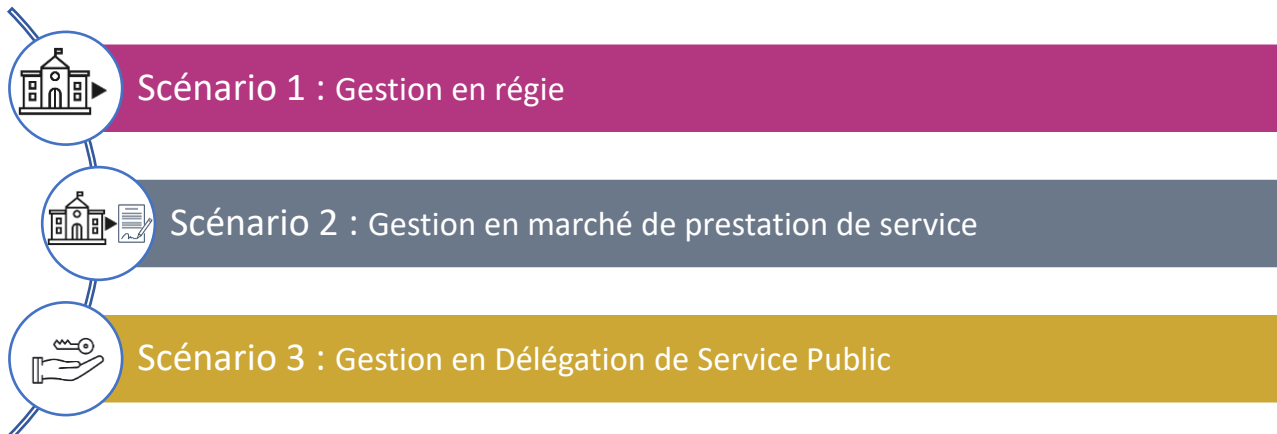 Scénario 1 : Gestion en régie
Scénario 2 : Gestion en marché de prestation de service
Scénario 3 : Gestion en Délégation de Service Public